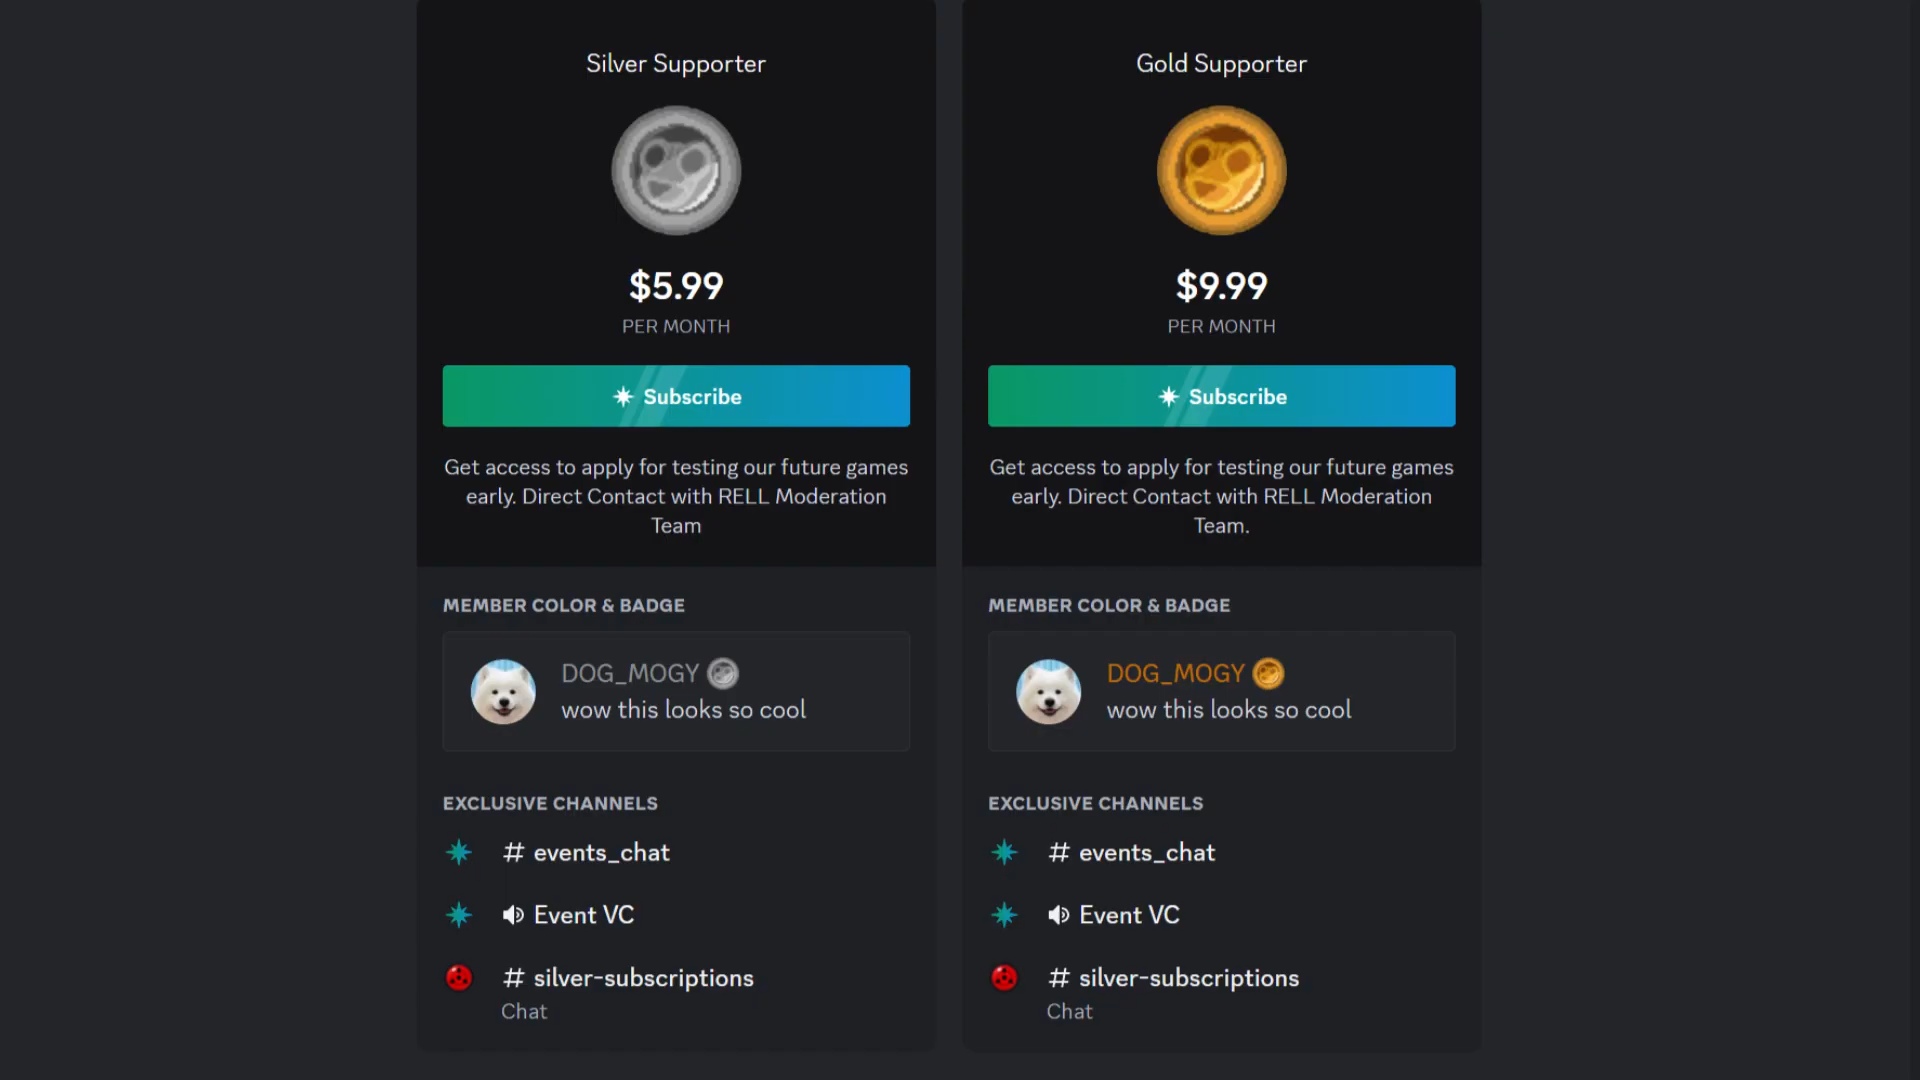 Silver Supporter
$5.99
PER MONTH
Subscribe
Get access to apply for testing our future games
early. Direct Contact with RELL Moderation
Team
MEMBER COLOR & BADGE
DOG_MOGY
wow this looks so cool
EXCLUSIVE CHANNELS
# events_chat
Event VC
# silver-subscriptions
Chat
Gold Supporter
$9.99
PER MONTH
Subscribe
Get access to apply for testing our future games
early. Direct Contact with RELL Moderation
Team.
MEMBER COLOR & BADGE
DOG_MOGY
wow this looks so cool
EXCLUSIVE CHANNELS
# events_chat
Event VC
# silver-subscriptions
Chat